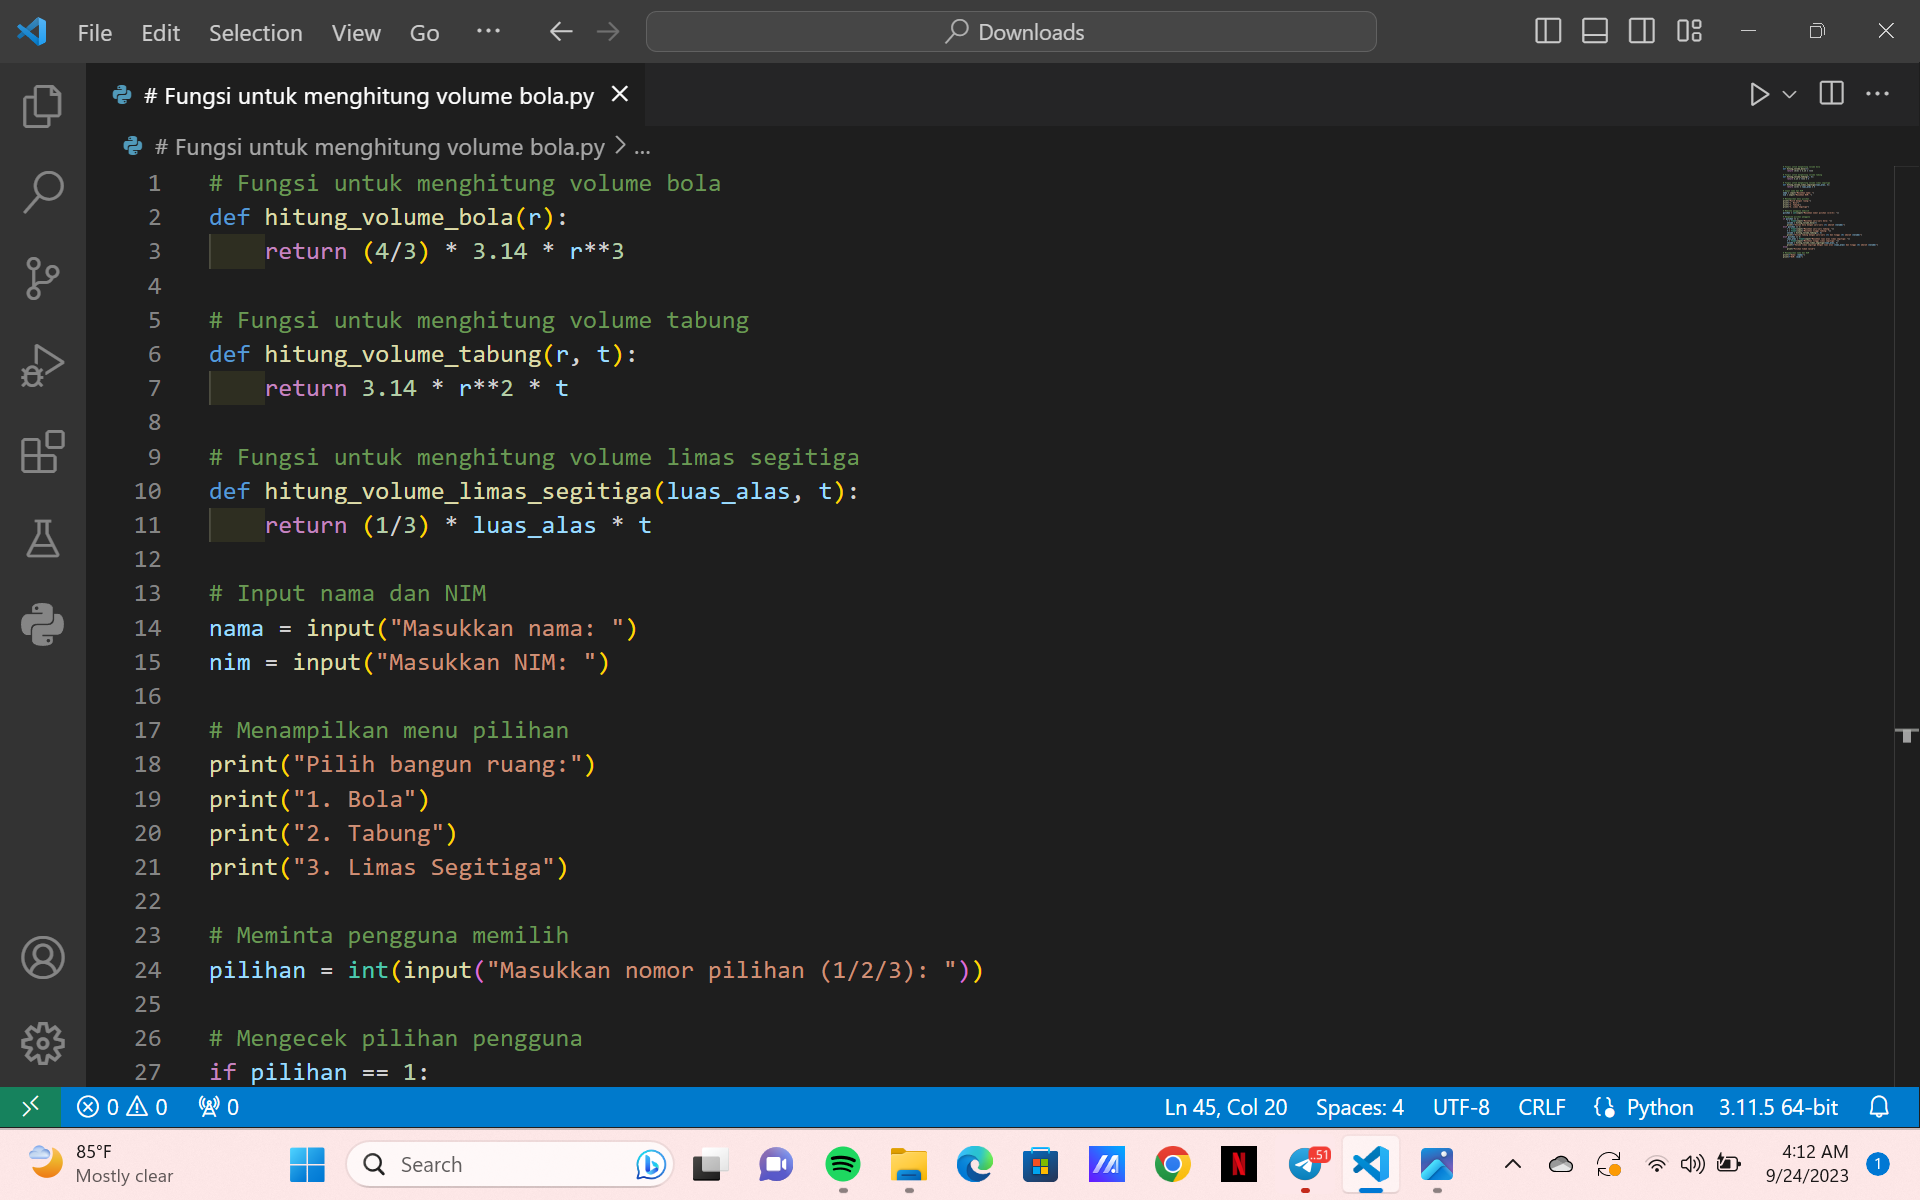 File Edit Selection View Go ... Downloads
# Fungsi untuk menghitung volume bola.py
# Fungsi untuk menghitung volume bola.py > ...
1 # Fungsi untuk menghitung volume bola
2 def hitung_volume_bola(r):
3 return (4/3) * 3.14 * r**3
4
5 # Fungsi untuk menghitung volume tabung
6 def hitung_volume_tabung(r, t):
7 return 3.14 * r**2 * t
8
9 # Fungsi untuk menghitung volume limas segitiga
10 def hitung_volume_limas_segitiga(luas_alas, t):
11 return (1/3) * luas_alas * t
12
13 # Input nama dan NIM
14 nama = input("Masukkan nama: ")
15 nim = input("Masukkan NIM: ")
16
17 # Menampilkan menu pilihan
18 print("Pilih bangun ruang:")
19 print("1. Bola")
20 print("2. Tabung")
21 print("3. Limas Segitiga")
22
23 # Meminta pengguna memilih
24 pilihan = int(input("Masukkan nomor pilihan (1/2/3): "))
25
26 # Mengecek pilihan pengguna
27 if pilihan == 1:
0 0 0 Ln 45, Col 20 Spaces: 4 UTF-8 CRLF Python 3.11.5 64-bit
85°F
Mostly clear
Search
..51
4:12 AM
9/24/2023
1